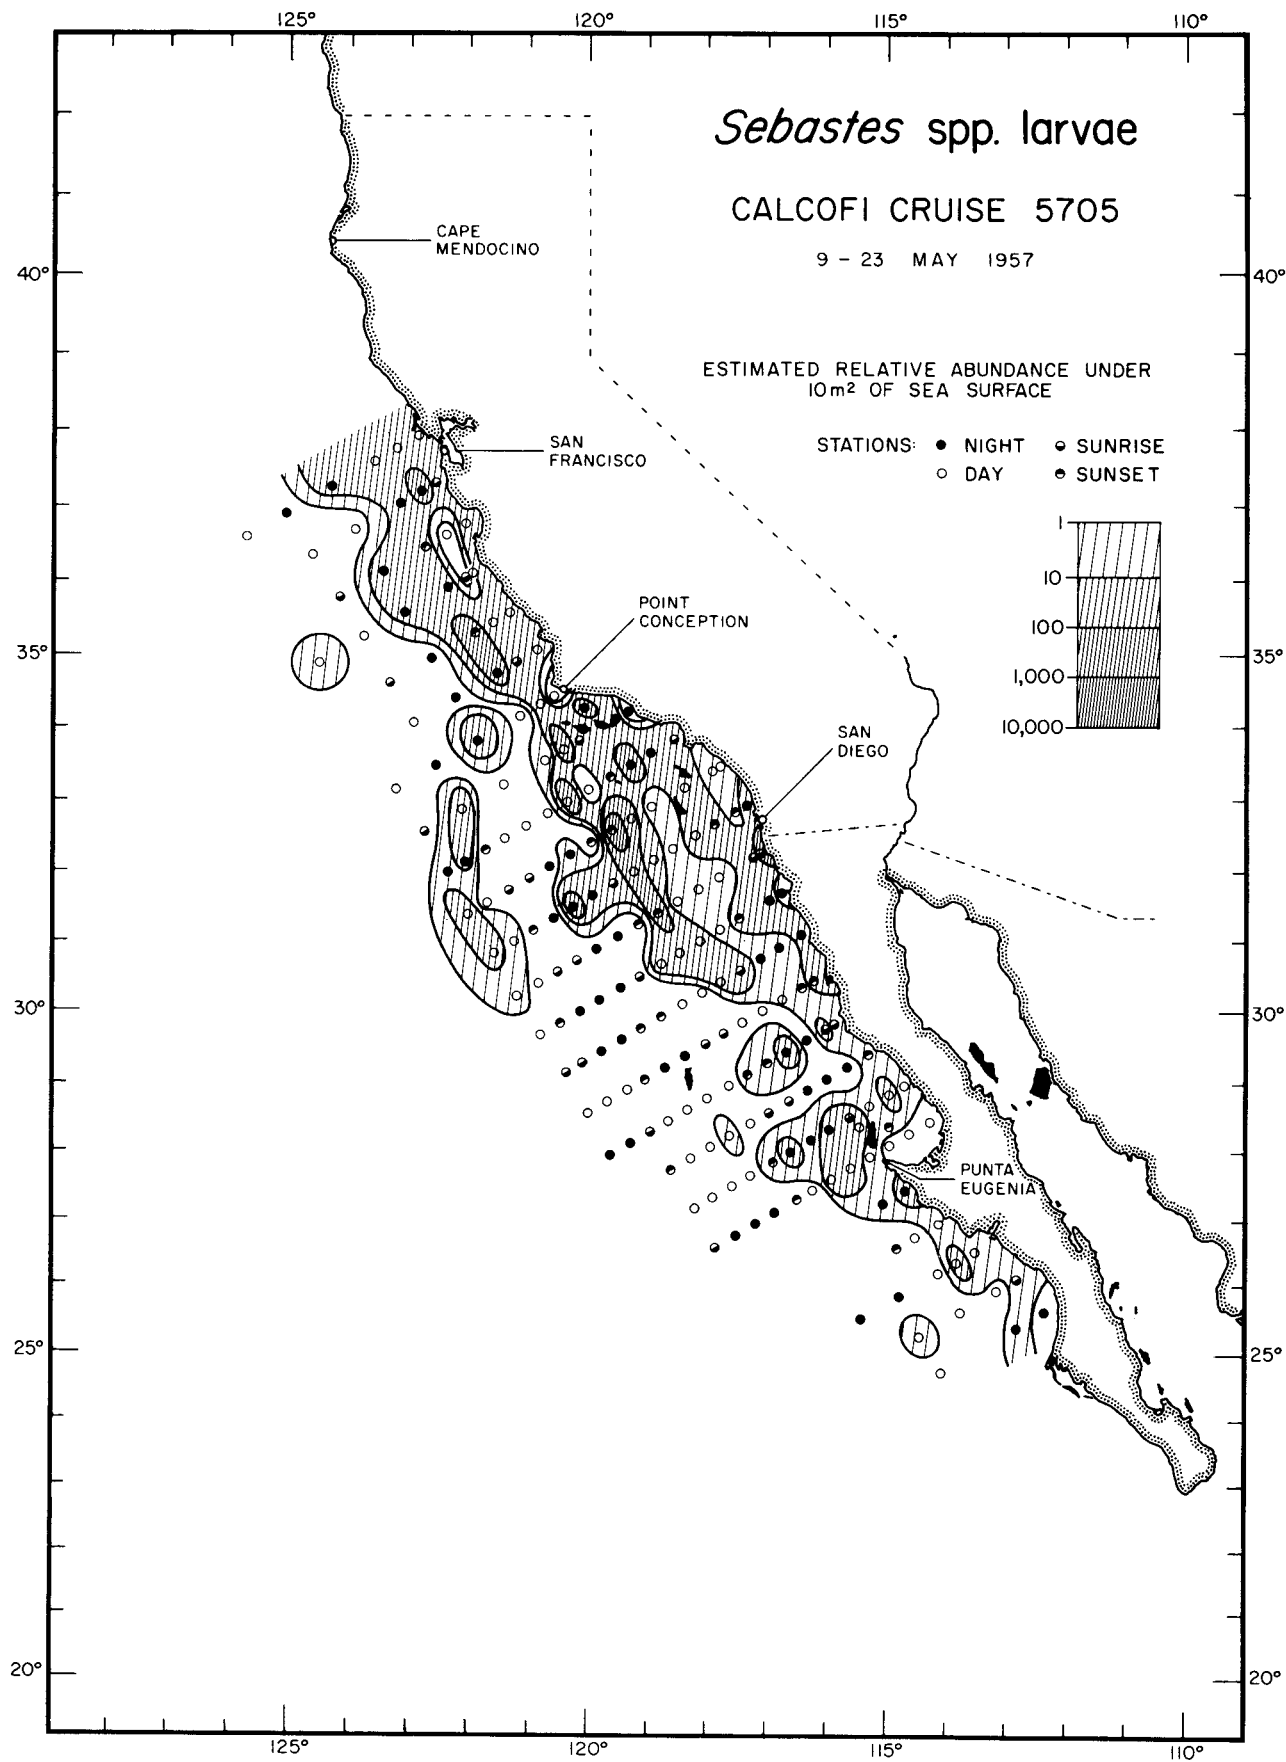 125° 120° 115° 110°
Sebastes spp. larvae
CALCOFI CRUISE 5705
9 – 23 MAY 1957
CAPE
MENDOCINO
40° 40°
ESTIMATED RELATIVE ABUNDANCE UNDER
10m² OF SEA SURFACE
STATIONS: ● NIGHT ◒ SUNRISE
○ DAY ◓ SUNSET
SAN
FRANCISCO
1
10
100
1,000
10,000
POINT
CONCEPTION
35° 35°
SAN
DIEGO
30° 30°
PUNTA
EUGENIA
25° 25°
20° 20°
125° 120° 115° 110°